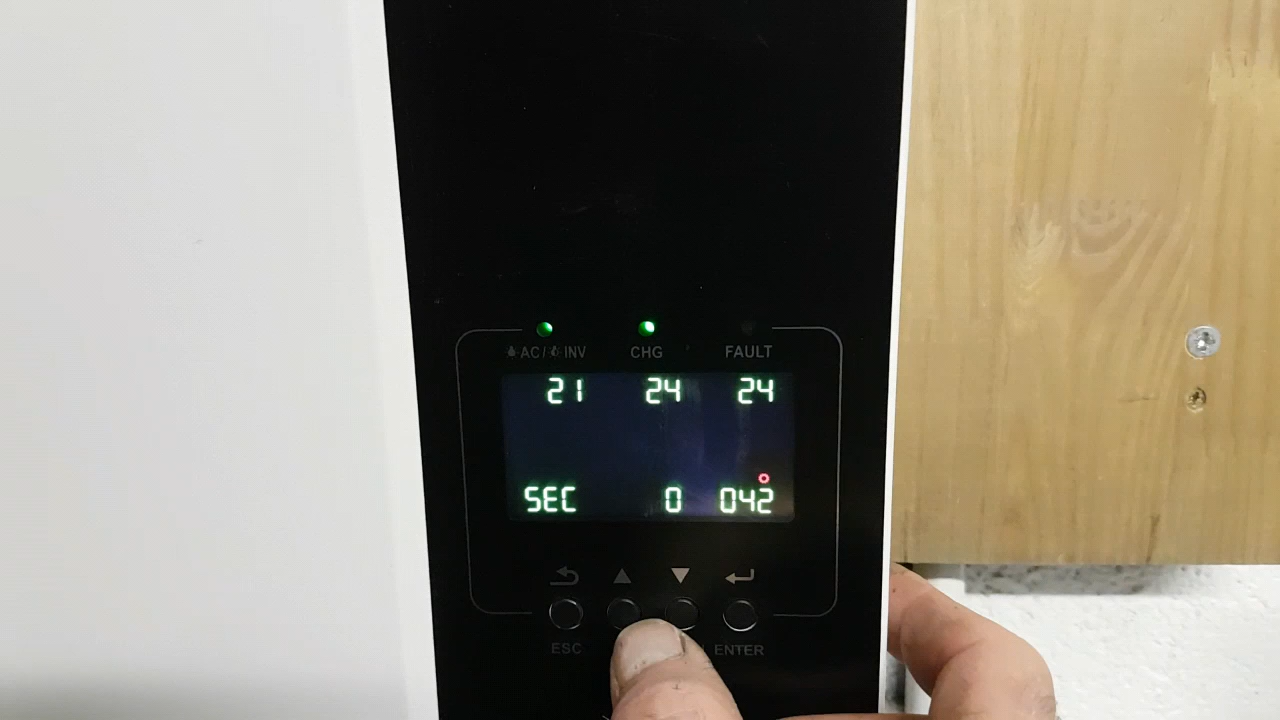 AC/ INV CHG FAULT
21 24 24
SEC 0 042
ESC ENTER